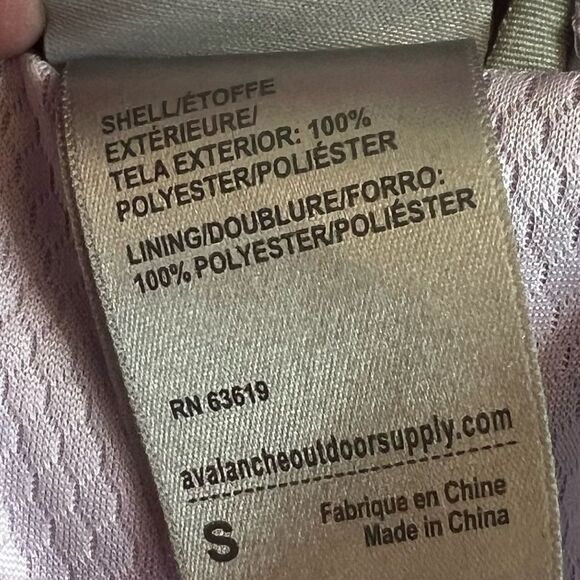 SHELL/ÉTOFFE
EXTÉRIEURE/
TELA EXTERIOR: 100%
POLYESTER/POLIÉSTER
LINING/DOUBLURE/FORRO:
100% POLYESTER/POLIÉSTER
RN 63619
avalancheoutdoorsupply.com
S
Fabrique en Chine
Made in China